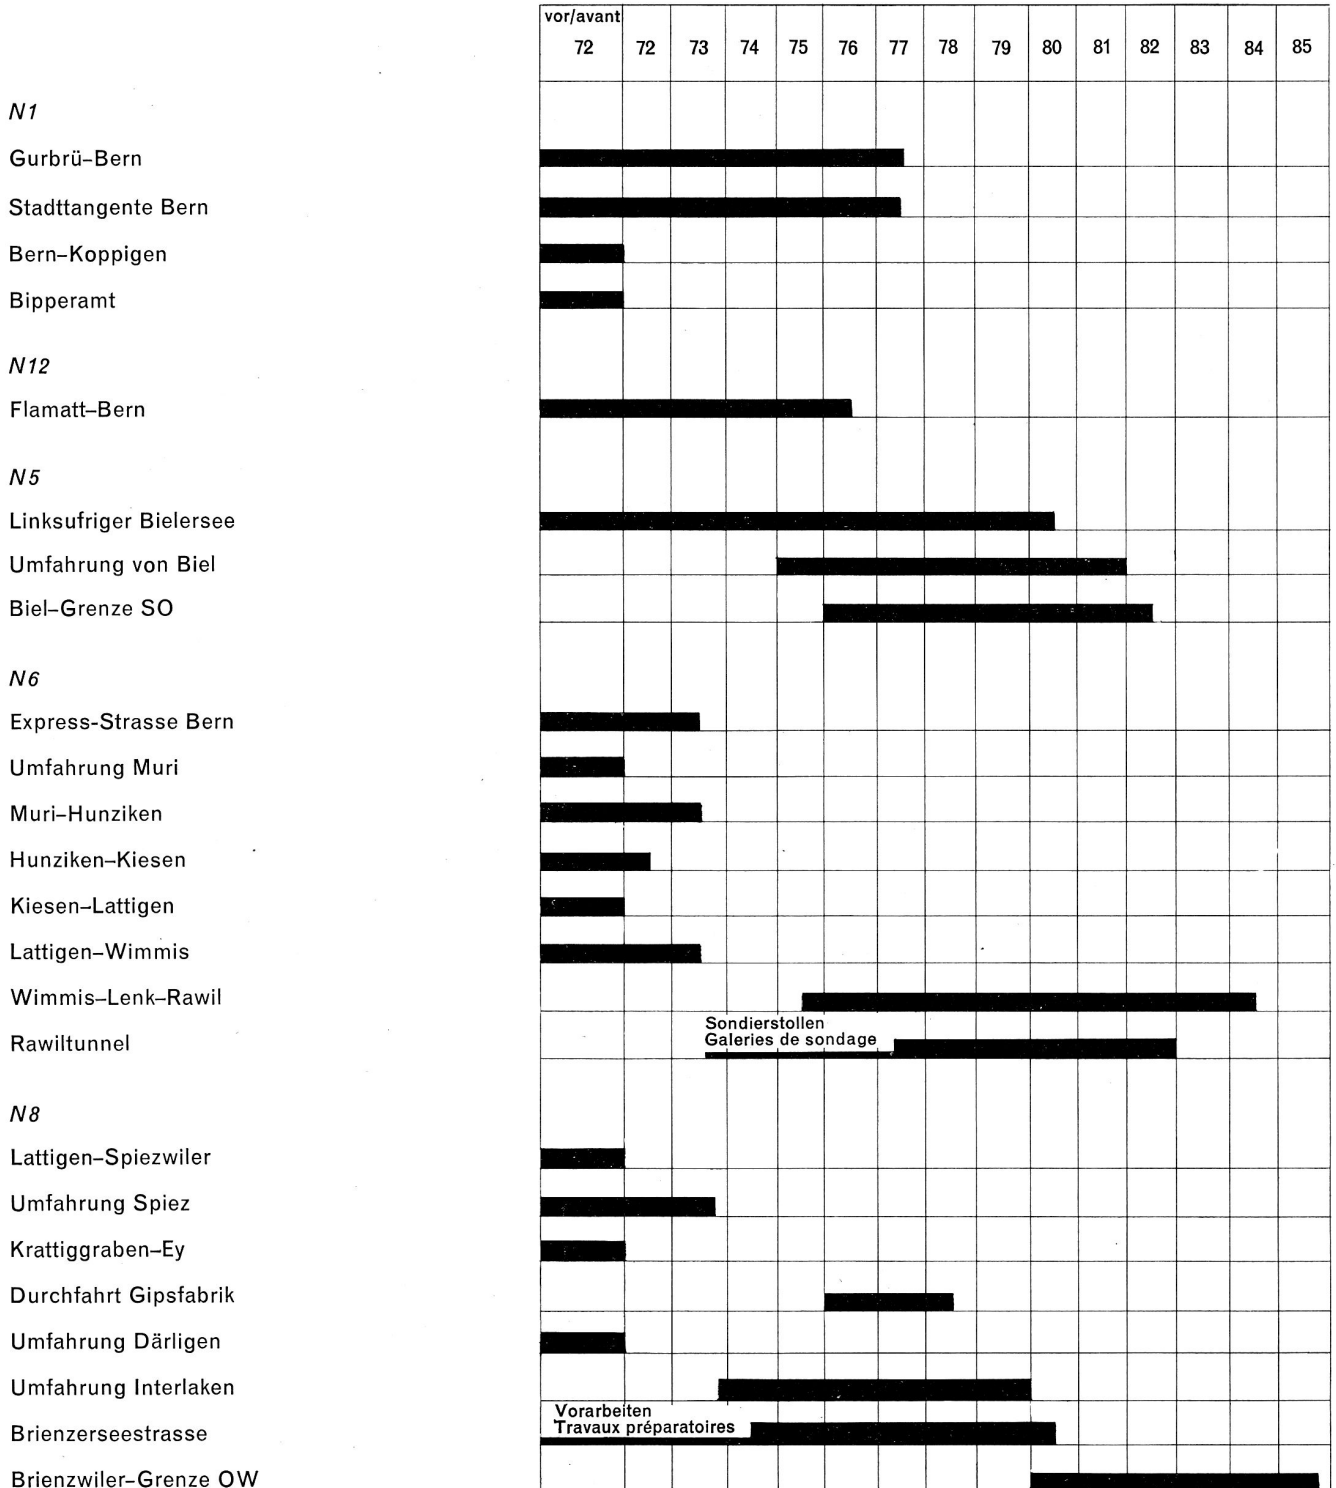 vor/avant
72 72 73 74 75 76 77 78 79 80 81 82 83 84 85
N1
Gurbrü–Bern
Stadttangente Bern
Bern–Koppigen
Bipperamt
N12
Flamatt–Bern
N5
Linksufriger Bielersee
Umfahrung von Biel
Biel–Grenze SO
N6
Express-Strasse Bern
Umfahrung Muri
Muri–Hunziken
Hunziken–Kiesen
Kiesen–Lattigen
Lattigen–Wimmis
Wimmis–Lenk–Rawil
Sondierstollen
Rawiltunnel Galeries de sondage
N8
Lattigen–Spiezwiler
Umfahrung Spiez
Krattiggraben–Ey
Durchfahrt Gipsfabrik
Umfahrung Därligen
Umfahrung Interlaken
Vorarbeiten
Brienzerseestrasse Travaux préparatoires
Brienzwiler–Grenze OW